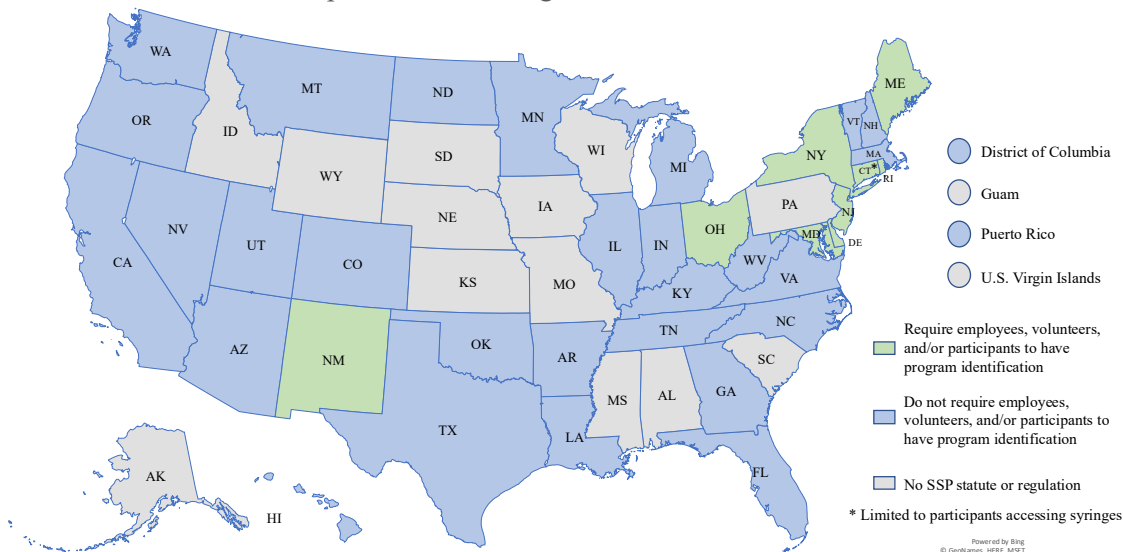 WA
MT
ND
MN
ME
OR
ID
SD
WI
MI
VT
NH
NY
MA
CT*
RI
WY
NE
IA
PA
NJ
NV
UT
CO
IL
IN
OH
MD
DE
CA
KS
MO
WV
VA
KY
AZ
NM
OK
AR
TN
NC
SC
TX
LA
MS
AL
GA
FL
AK
HI
District of Columbia
Guam
Puerto Rico
U.S. Virgin Islands
Require employees, volunteers,
and/or participants to have
program identification
Do not require employees,
volunteers, and/or participants to
have program identification
No SSP statute or regulation
* Limited to participants accessing syringes
Powered by Bing
© GeoNames, HERE, MSFT